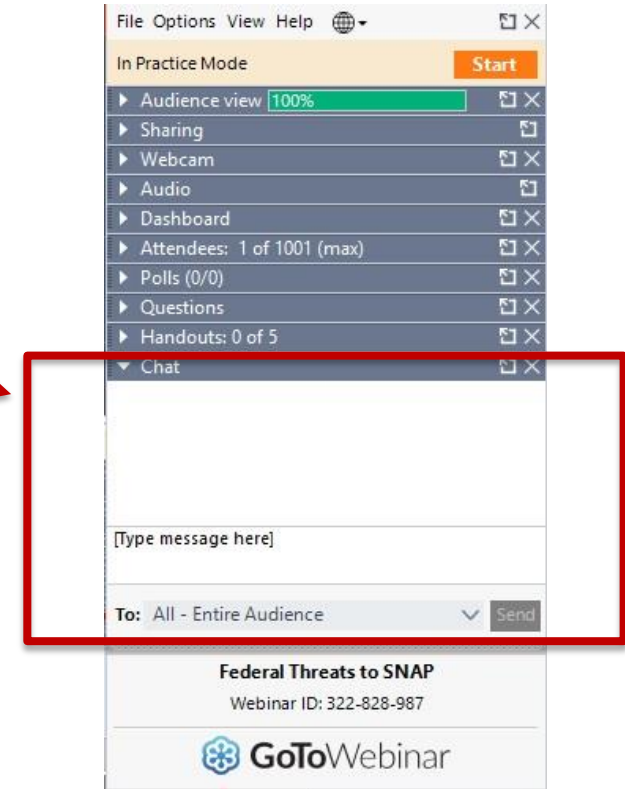 File Options View Help
In Practice Mode Start
Audience view 100%
Sharing
Webcam
Audio
Dashboard
Attendees: 1 of 1001 (max)
Polls (0/0)
Questions
Handouts: 0 of 5
Chat
[Type message here]
To: All - Entire Audience Send
Federal Threats to SNAP
Webinar ID: 322-828-987
GoToWebinar